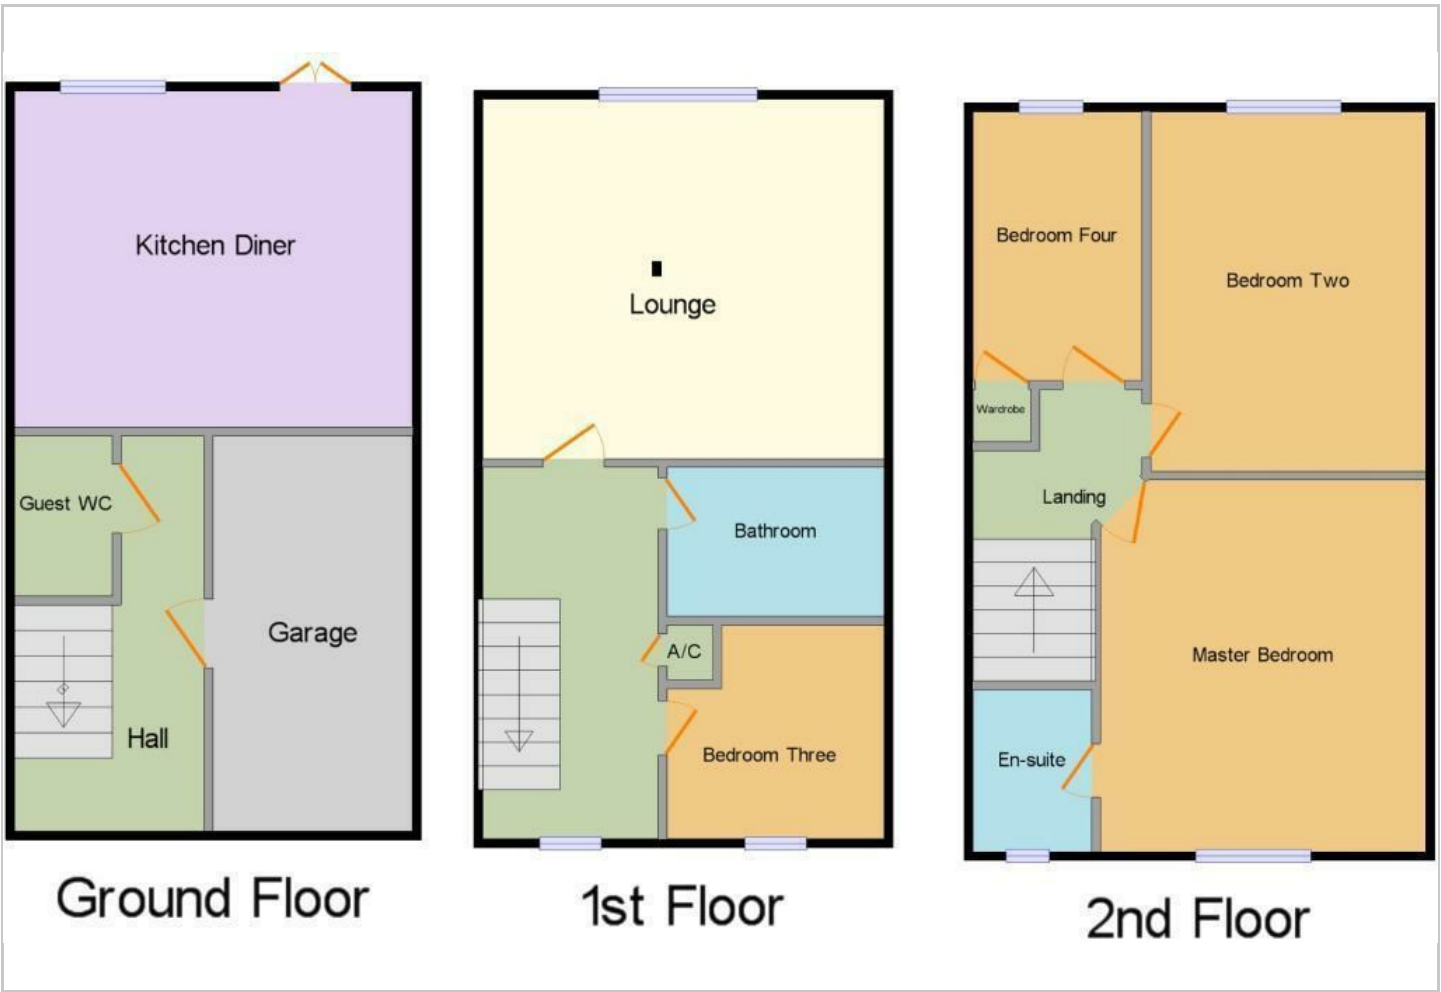 Kitchen Diner
Guest WC
Garage
Hall
Ground Floor
Lounge
Bathroom
A/C
Bedroom Three
1st Floor
Bedroom Four
Bedroom Two
Wardrobe
Landing
Master Bedroom
En-suite
2nd Floor